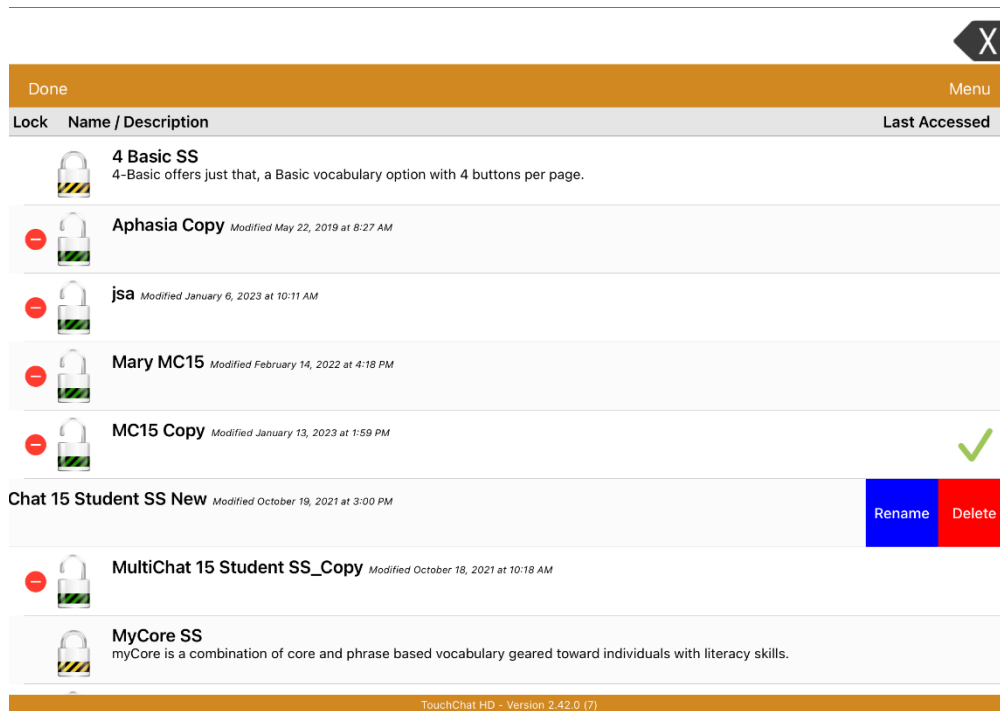 X
Done Menu
Lock Name / Description Last Accessed
4 Basic SS
4-Basic offers just that, a Basic vocabulary option with 4 buttons per page.
Aphasia Copy Modified May 22, 2019 at 8:27 AM
jsa Modified January 6, 2023 at 10:11 AM
Mary MC15 Modified February 14, 2022 at 4:18 PM
MC15 Copy Modified January 13, 2023 at 1:59 PM
Chat 15 Student SS New Modified October 19, 2021 at 3:00 PM Rename Delete
MultiChat 15 Student SS_Copy Modified October 18, 2021 at 10:18 AM
MyCore SS
myCore is a combination of core and phrase based vocabulary geared toward individuals with literacy skills.
TouchChat HD - Version 2.42.0 (7)